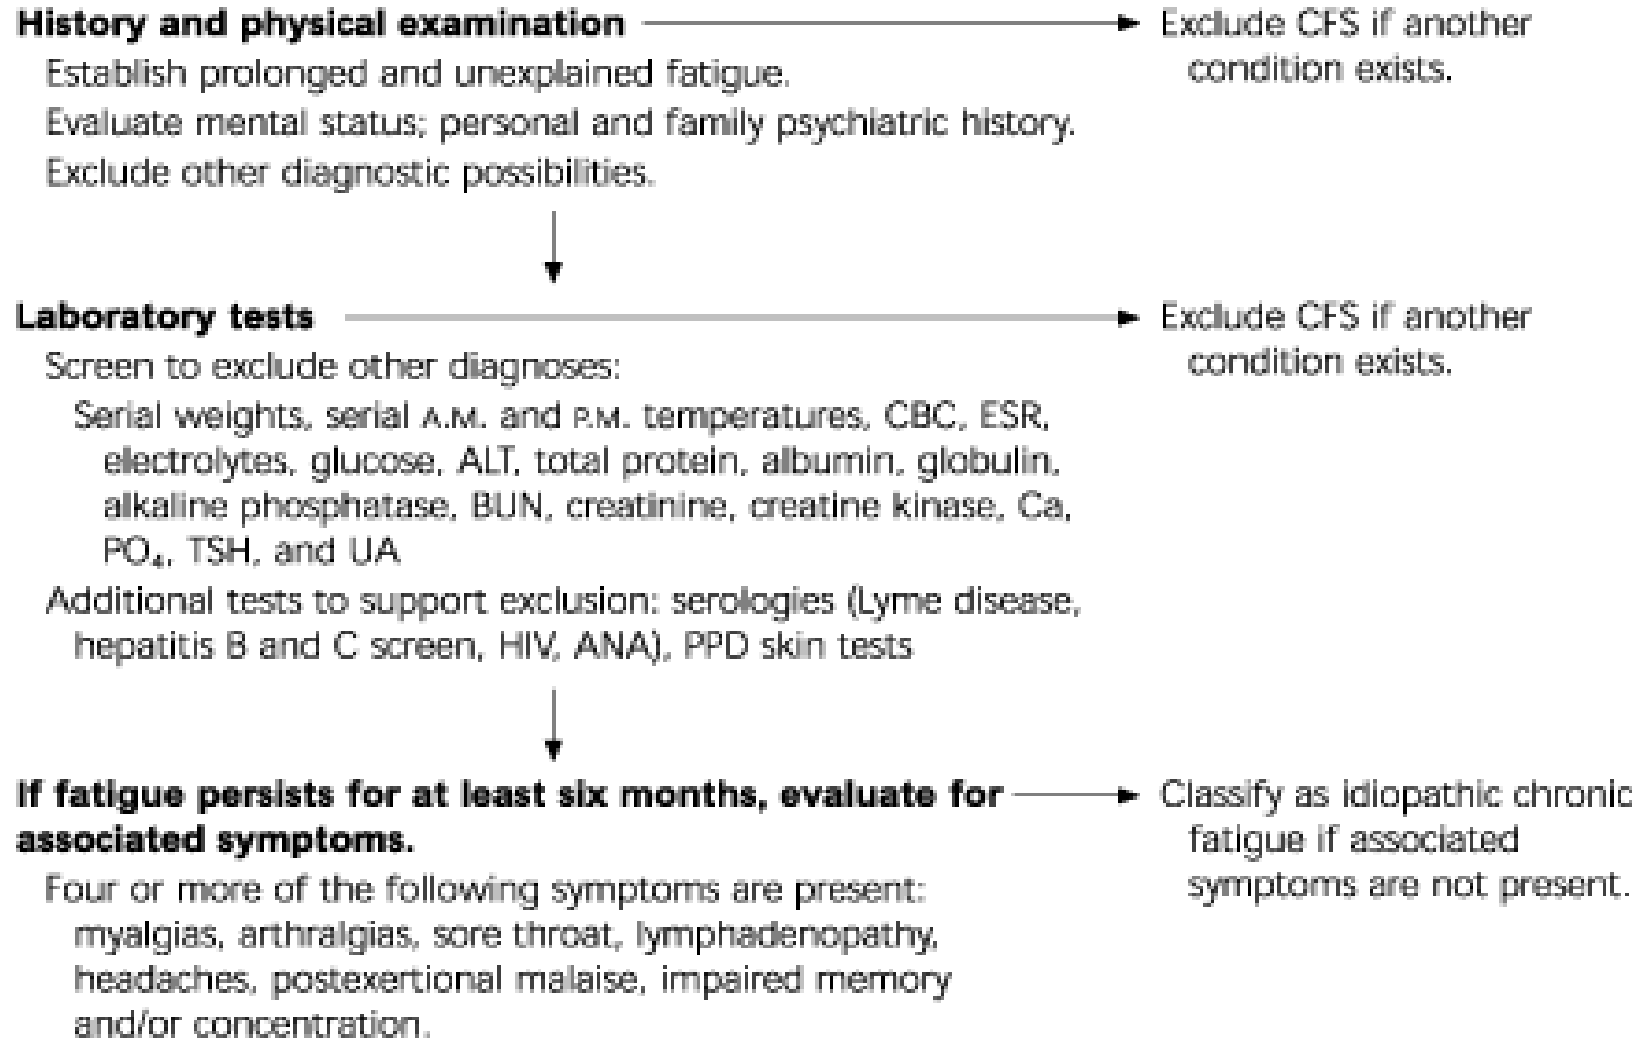 History and physical examination
Exclude CFS if another
condition exists.
Establish prolonged and unexplained fatigue.
Evaluate mental status; personal and family psychiatric history.
Exclude other diagnostic possibilities.
Laboratory tests
Exclude CFS if another
condition exists.
Screen to exclude other diagnoses:
Serial weights, serial A.M. and P.M. temperatures, CBC, ESR,
electrolytes, glucose, ALT, total protein, albumin, globulin,
alkaline phosphatase, BUN, creatinine, creatine kinase, Ca,
PO₄, TSH, and UA
Additional tests to support exclusion: serologies (Lyme disease,
hepatitis B and C screen, HIV, ANA), PPD skin tests
If fatigue persists for at least six months, evaluate for
associated symptoms.
Classify as idiopathic chronic
fatigue if associated
symptoms are not present.
Four or more of the following symptoms are present:
myalgias, arthralgias, sore throat, lymphadenopathy,
headaches, postexertional malaise, impaired memory
and/or concentration.